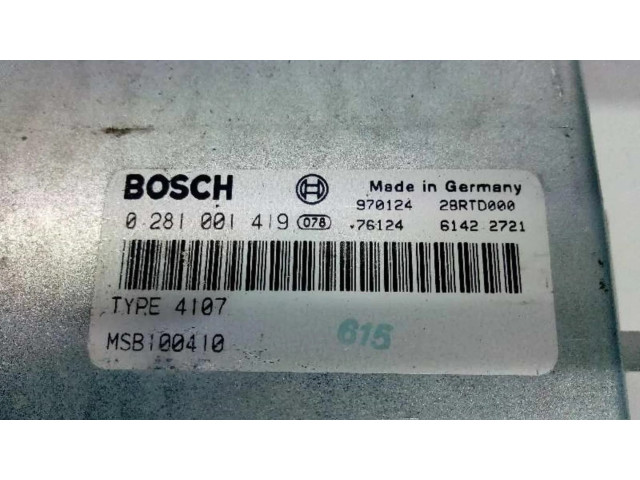 BOSCH Made in Germany
970124 28RTD000
0 281 001 419 078 76124 6142 2721
TYPE 4107
MSB100410
615